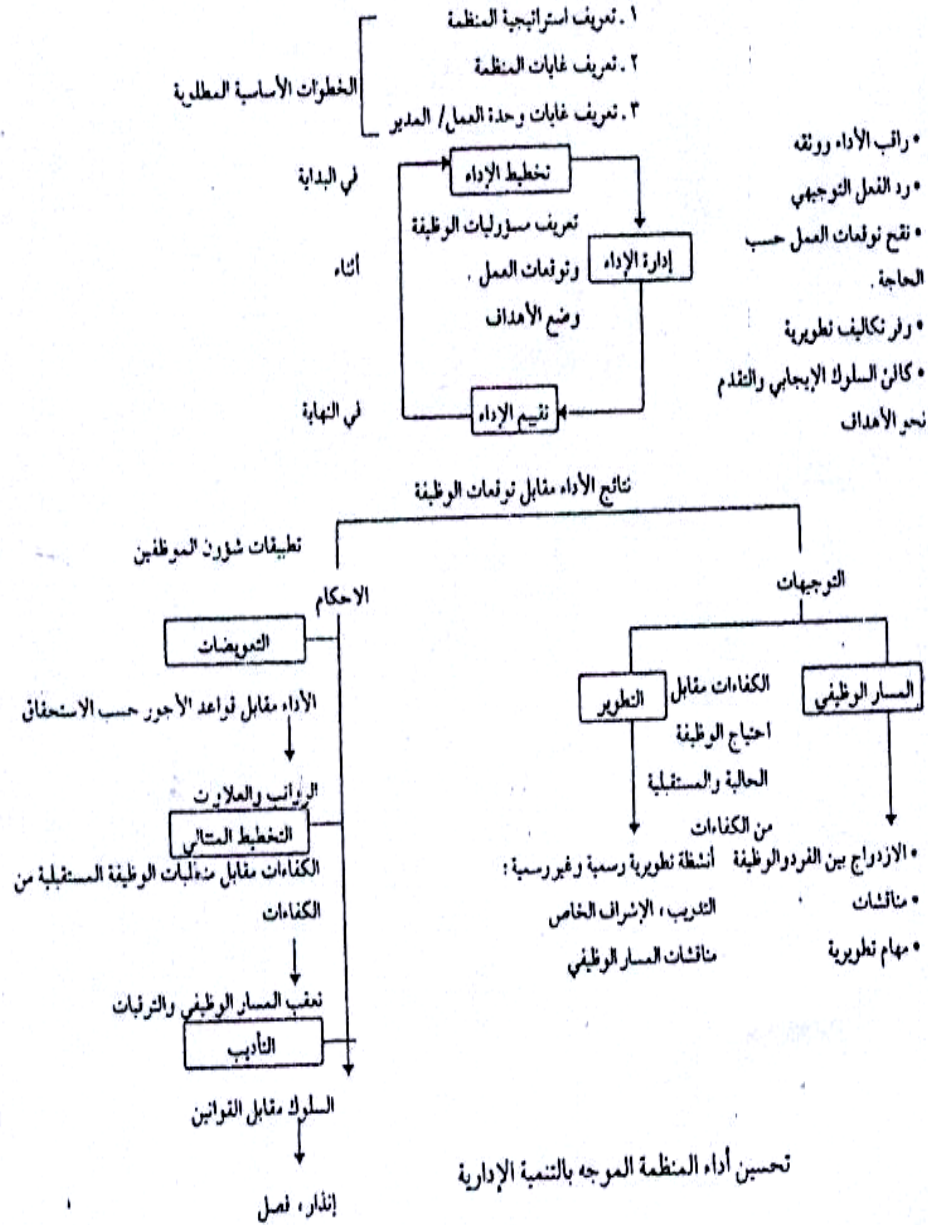 ١. تعريف استراتيجية المنظمة
٢. تعريف غايات المنظمة
٣. تعريف غايات وحدة العمل/ المدير
الخطوات الأساسية المطلوبة
في البداية
أثناء
في النهاية
تخطيط الإداء
تعريف مسؤوليات الوظيفة
وتوقعات العمل .
وضع الأهداف
إدارة الإداء
تقييم الإداء
• راقب الأداء ووثقه
• رد الفعل التوجيهي
• نقح توقعات العمل حسب
الحاجة .
• وفر تكاليف تطويرية
• كافئ السلوك الإيجابي والتقدم
نحو الأهداف
نتائج الأداء مقابل توقعات الوظيفة
التوجيهات
المسار الوظيفي
• الازدراج بين الفرد والوظيفة
• مناقشات
• مهام تطويرية
التطوير
الكفاءات مقابل
احتياج الوظيفة
الحالية والمستقبلية
من الكفاءات
أنشطة تطويرية رسمية وغير رسمية :
التدريب ، الإشراف الخاص
مناقشات المسار الوظيفي
تطبيقات شؤون الموظفين
الاحكام
التعويضات
الأداء مقابل قواعد الأجور حسب الاستحقاق
الرواتب والعلاوات
التخطيط المتتالي
الكفاءات مقابل متطلبات الوظيفة المستقبلية من
الكفاءات
تعقب المسار الوظيفي والترقيات
التأديب
السلوك مقابل القوانين
إنذار ، فصل
تحسين أداء المنظمة الموجه بالتنمية الإدارية